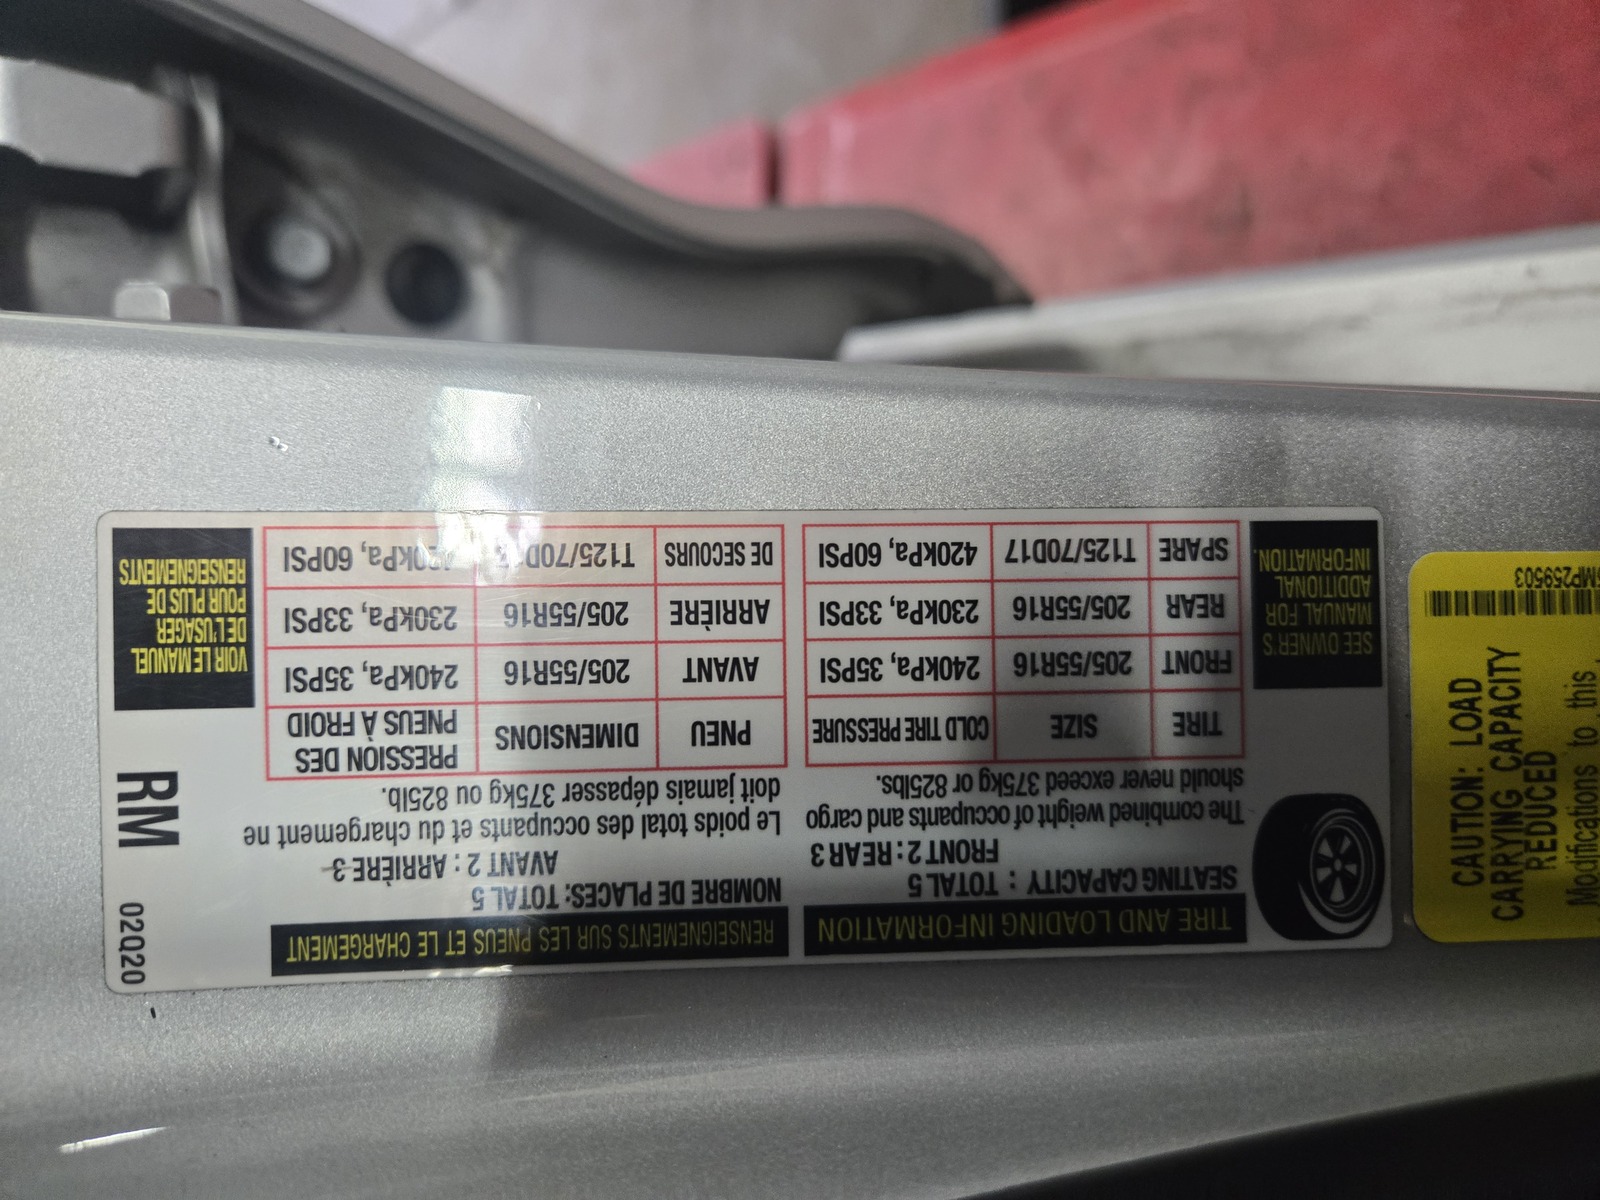 TIRE AND LOADING INFORMATION
SEATING CAPACITY : TOTAL 5
FRONT 2 : REAR 3
The combined weight of occupants and cargo
should never exceed 375kg or 825lbs.
TIRE SIZE COLD TIRE PRESSURE
FRONT 205/55R16 240kPa, 35PSI
REAR 205/55R16 230kPa, 33PSI
SPARE T125/70D17 420kPa, 60PSI
SEE OWNER'S
MANUAL FOR
ADDITIONAL
INFORMATION.
RENSEIGNEMENTS SUR LES PNEUS ET LE CHARGEMENT
NOMBRE DE PLACES: TOTAL 5
AVANT 2 : ARRIÈRE 3
Le poids total des occupants et du chargement ne
doit jamais dépasser 375kg ou 825lb.
PNEU DIMENSIONS PRESSION DES
PNEUS À FROID
AVANT 205/55R16 240kPa, 35PSI
ARRIÈRE 205/55R16 230kPa, 33PSI
DE SECOURS 420kPa, 60PSI
VOIR LE MANUEL
DE L'USAGER
POUR PLUS DE
RENSEIGNEMENTS
RM
02Q20
CAUTION: LOAD
CARRYING CAPACITY
REDUCED
Modifications to this
MP259503